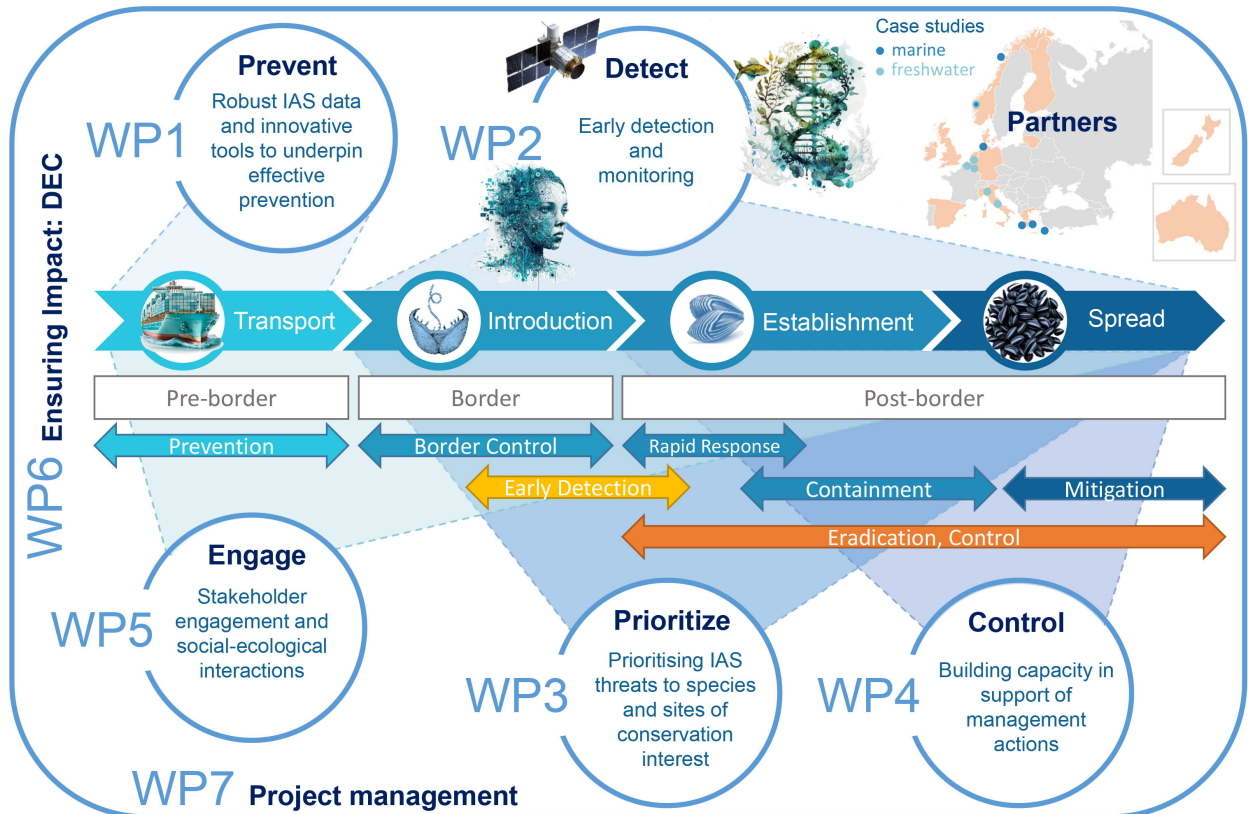 Prevent
Robust IAS data
and innovative
tools to underpin
effective
prevention
WP1
Detect
Early detection
and
monitoring
WP2
Case studies
marine
freshwater
Partners
WP6 Ensuring Impact: DEC
Transport
Introduction
Establishment
Spread
Pre-border
Border
Post-border
Prevention
Border Control
Rapid Response
Early Detection
Containment
Mitigation
Eradication, Control
Engage
Stakeholder
engagement and
social-ecological
interactions
WP5
Prioritize
Prioritising IAS
threats to species
and sites of
conservation
interest
WP3
Control
Building capacity in
support of
management
actions
WP4
WP7 Project management